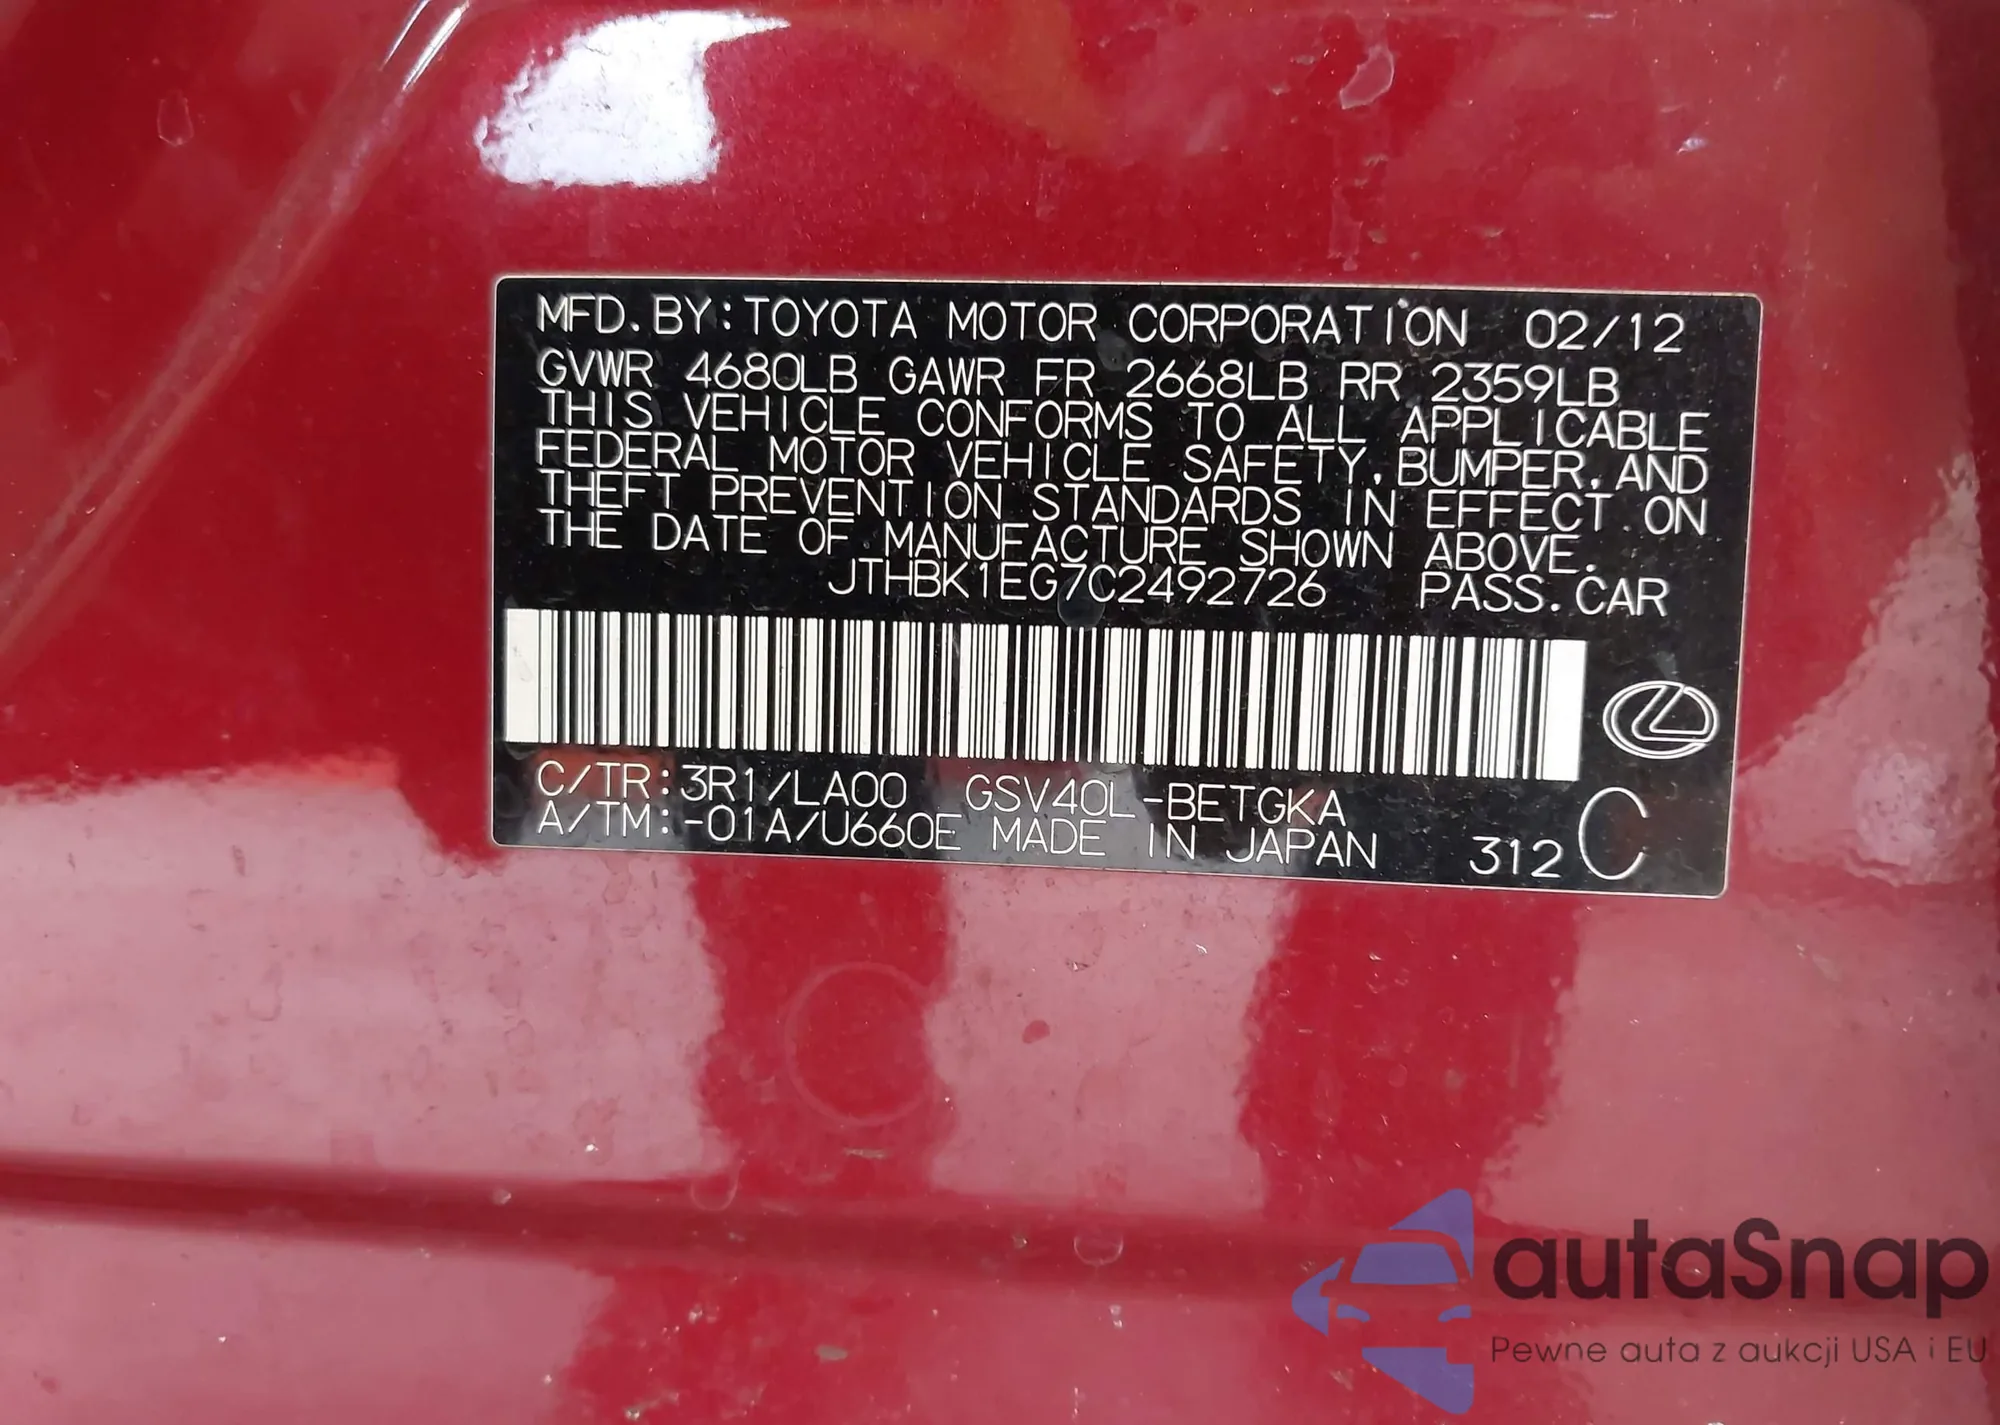 MFD.BY:TOYOTA MOTOR CORPORATION 02/12
GVWR 4680LB GAWR FR 2668LB RR 2359LB
THIS VEHICLE CONFORMS TO ALL APPLICABLE
FEDERAL MOTOR VEHICLE SAFETY,BUMPER,AND
THEFT PREVENTION STANDARDS IN EFFECT ON
THE DATE OF MANUFACTURE SHOWN ABOVE.
JTHBK1EG7C2492726 PASS.CAR
C/TR:3R1/LA00 GSV40L-BETGKA
A/TM:-01A/U660E MADE IN JAPAN 312 C
autaSnap
Pewne auta z aukcji USA i EU